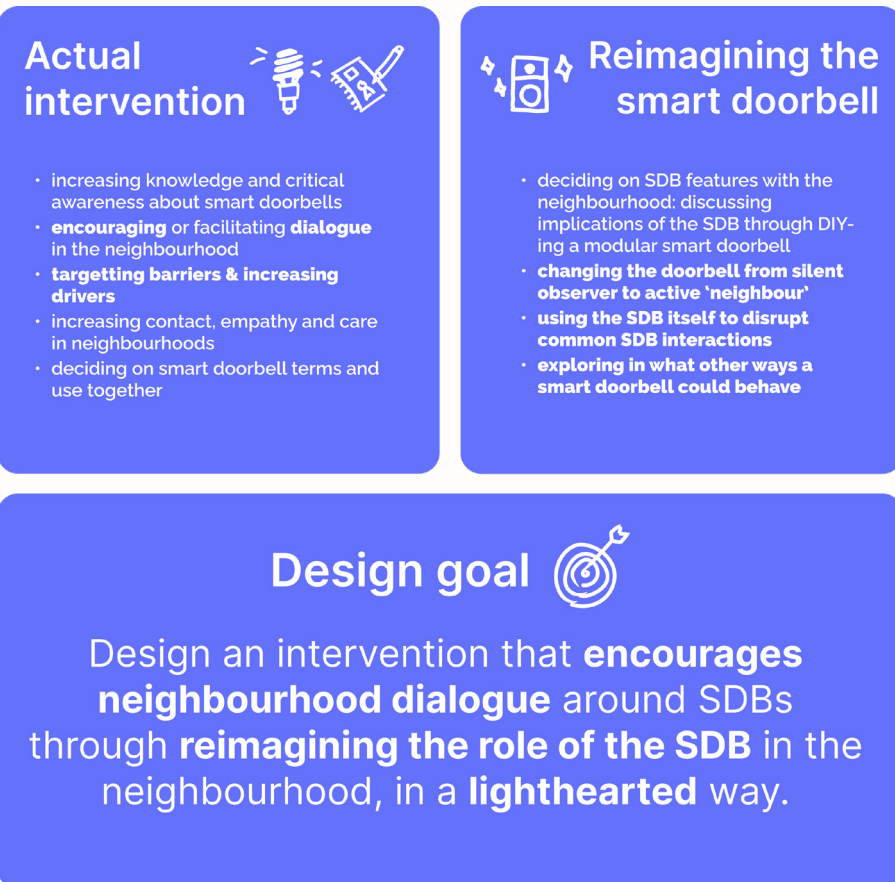 Actual
intervention
• increasing knowledge and critical
awareness about smart doorbells
• encouraging or facilitating dialogue
in the neighbourhood
• targetting barriers & increasing
drivers
• increasing contact, empathy and care
in neighbourhoods
• deciding on smart doorbell terms and
use together
Reimagining the
smart doorbell
• deciding on SDB features with the
neighbourhood: discussing
implications of the SDB through DIY-
ing a modular smart doorbell
• changing the doorbell from silent
observer to active ‘neighbour’
• using the SDB itself to disrupt
common SDB interactions
• exploring in what other ways a
smart doorbell could behave
Design goal
Design an intervention that encourages
neighbourhood dialogue around SDBs
through reimagining the role of the SDB in the
neighbourhood, in a lighthearted way.